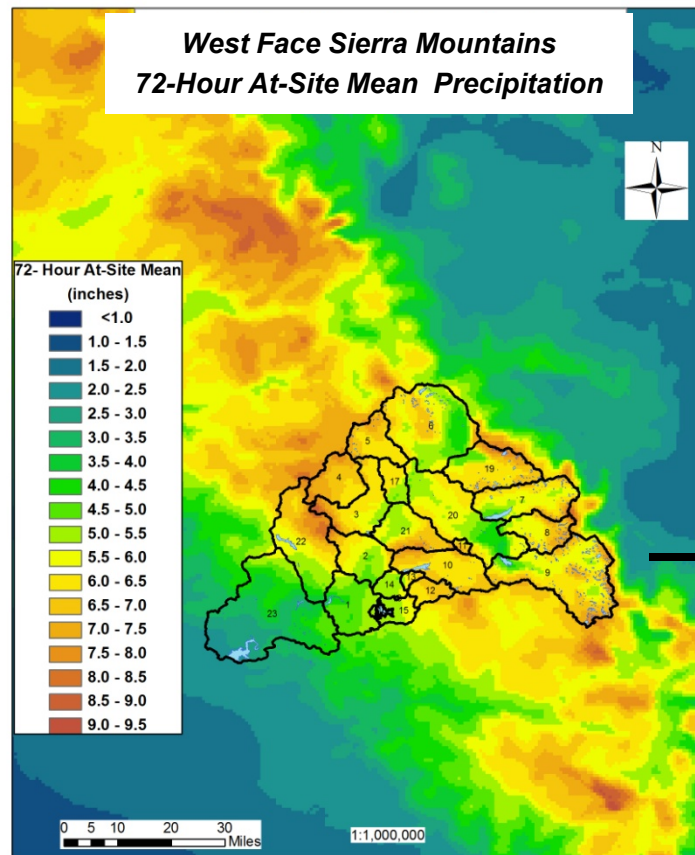 West Face Sierra Mountains
72-Hour At-Site Mean Precipitation
N
72- Hour At-Site Mean
(inches)
<1.0
1.0 - 1.5
1.5 - 2.0
2.0 - 2.5
2.5 - 3.0
3.0 - 3.5
3.5 - 4.0
4.0 - 4.5
4.5 - 5.0
5.0 - 5.5
5.5 - 6.0
6.0 - 6.5
6.5 - 7.0
7.0 - 7.5
7.5 - 8.0
8.0 - 8.5
8.5 - 9.0
9.0 - 9.5
6
5
19
4
17
7
3
20
21
8
22
2
10
9
14
13
12
1
15
23
0 5 10 20 30
Miles
1:1,000,000